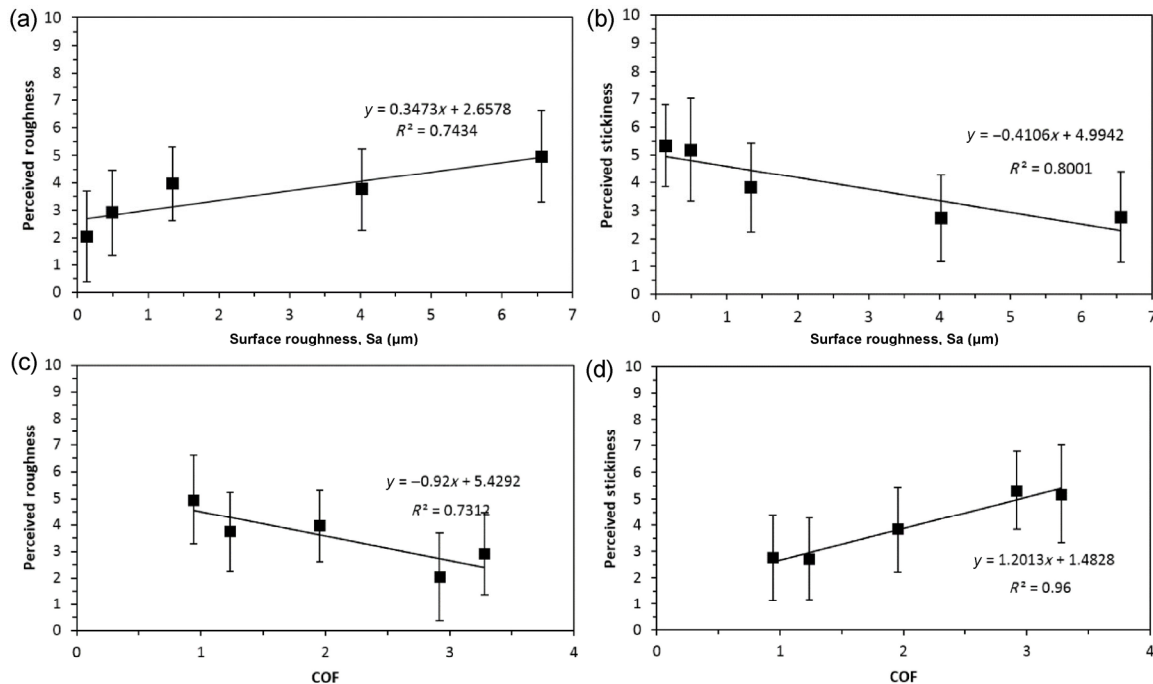 (a)
10
9
8
7
6
5
4
3
2
1
0
Perceived roughness
y = 0.3473x + 2.6578
R² = 0.7434
0 1 2 3 4 5 6 7
Surface roughness, Sa (µm)
(b)
10
9
8
7
6
5
4
3
2
1
0
Perceived stickiness
y = −0.4106x + 4.9942
R² = 0.8001
0 1 2 3 4 5 6 7
Surface roughness, Sa (µm)
(c)
10
9
8
7
6
5
4
3
2
1
0
Perceived roughness
y = −0.92x + 5.4292
R² = 0.7312
0 1 2 3 4
COF
(d)
10
9
8
7
6
5
4
3
2
1
0
Perceived stickiness
y = 1.2013x + 1.4828
R² = 0.96
0 1 2 3 4
COF